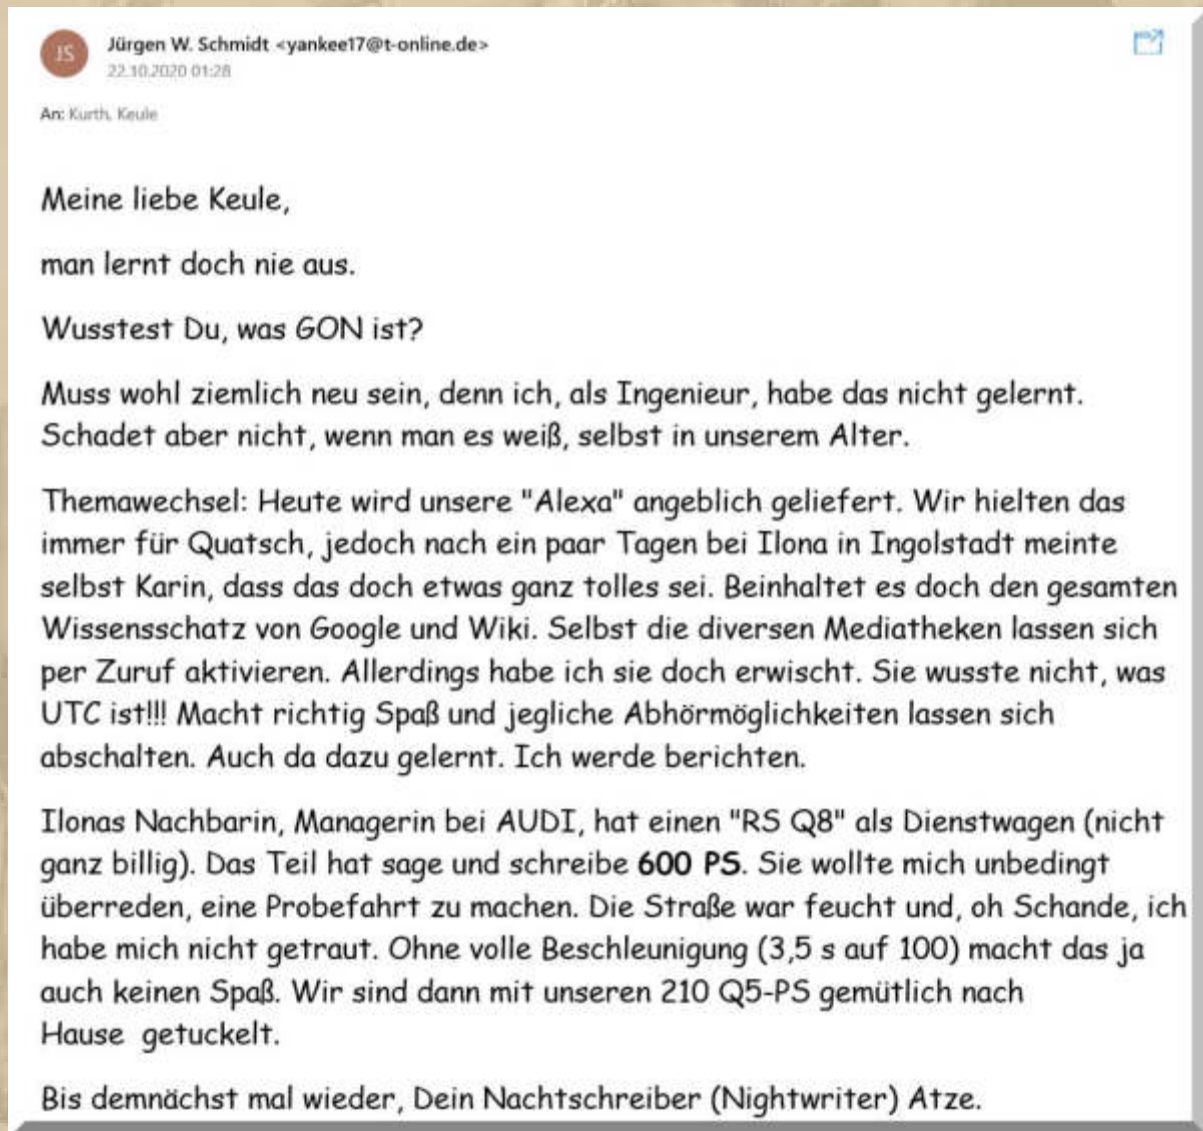 JS
Jürgen W. Schmidt <yankee17@t-online.de>
22.10.2020 01:28
An: Kurth, Keule
Meine liebe Keule,
man lernt doch nie aus.
Wusstest Du, was GON ist?
Muss wohl ziemlich neu sein, denn ich, als Ingenieur, habe das nicht gelernt.
Schadet aber nicht, wenn man es weiß, selbst in unserem Alter.
Themawechsel: Heute wird unsere "Alexa" angeblich geliefert. Wir hielten das
immer für Quatsch, jedoch nach ein paar Tagen bei Ilona in Ingolstadt meinte
selbst Karin, dass das doch etwas ganz tolles sei. Beinhaltet es doch den gesamten
Wissensschatz von Google und Wiki. Selbst die diversen Mediatheken lassen sich
per Zuruf aktivieren. Allerdings habe ich sie doch erwischt. Sie wusste nicht, was
UTC ist!!! Macht richtig Spaß und jegliche Abhörmöglichkeiten lassen sich
abschalten. Auch da dazu gelernt. Ich werde berichten.
Ilonas Nachbarin, Managerin bei AUDI, hat einen "RS Q8" als Dienstwagen (nicht
ganz billig). Das Teil hat sage und schreibe 600 PS. Sie wollte mich unbedingt
überreden, eine Probefahrt zu machen. Die Straße war feucht und, oh Schande, ich
habe mich nicht getraut. Ohne volle Beschleunigung (3,5 s auf 100) macht das ja
auch keinen Spaß. Wir sind dann mit unseren 210 Q5-PS gemütlich nach
Hause  getuckelt.
Bis demnächst mal wieder, Dein Nachtschreiber (Nightwriter) Atze.